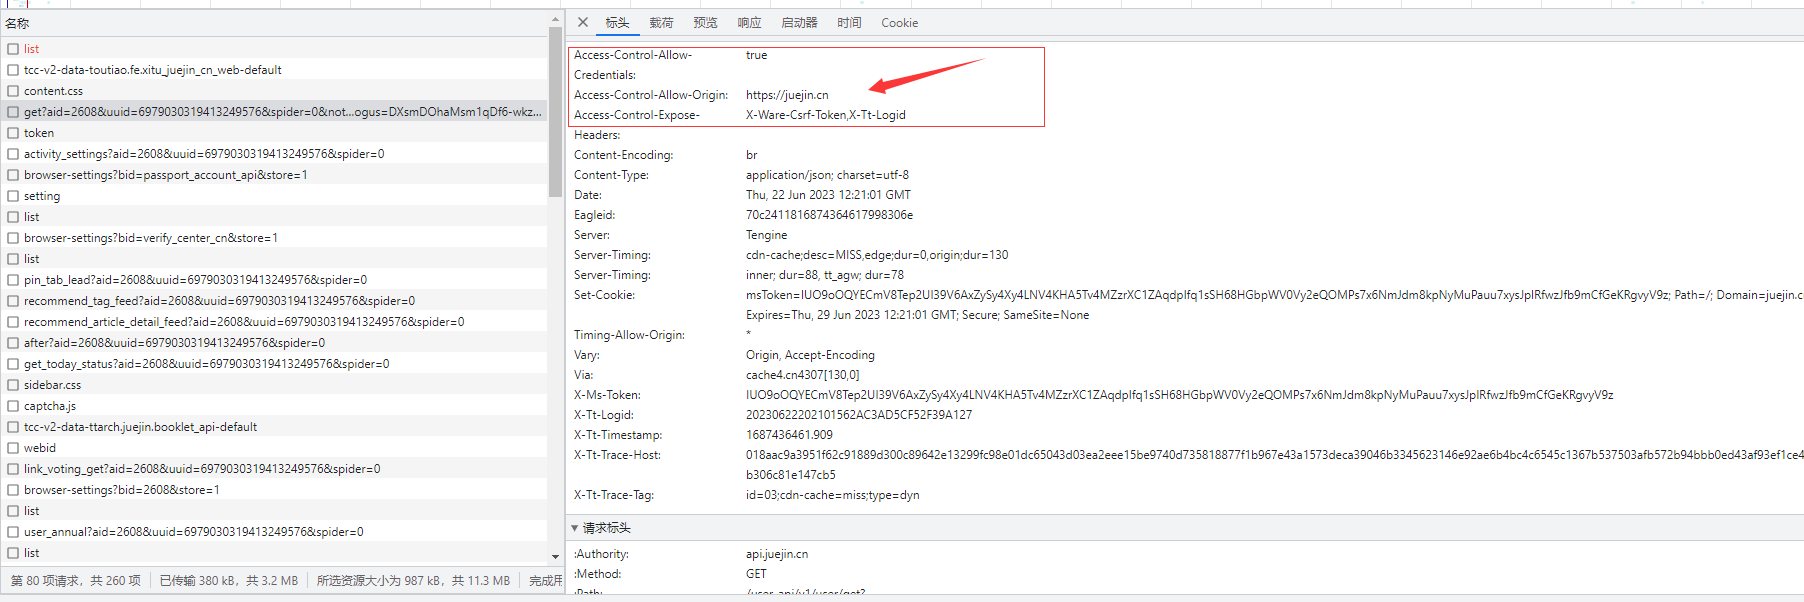 名称
list
tcc-v2-data-toutiao.fe.xitu_juejin_cn_web-default
content.css
get?aid=2608&uuid=6979030319413249576&spider=0&not...ogus=DXsmDOhaMsm1qDf6-wkz...
token
activity_settings?aid=2608&uuid=6979030319413249576&spider=0
browser-settings?bid=passport_account_api&store=1
setting
list
browser-settings?bid=verify_center_cn&store=1
list
pin_tab_lead?aid=2608&uuid=6979030319413249576&spider=0
recommend_tag_feed?aid=2608&uuid=6979030319413249576&spider=0
recommend_article_detail_feed?aid=2608&uuid=6979030319413249576&spider=0
after?aid=2608&uuid=6979030319413249576&spider=0
get_today_status?aid=2608&uuid=6979030319413249576&spider=0
sidebar.css
captcha.js
tcc-v2-data-ttarch.juejin.booklet_api-default
webid
link_voting_get?aid=2608&uuid=6979030319413249576&spider=0
browser-settings?bid=2608&store=1
list
user_annual?aid=2608&uuid=6979030319413249576&spider=0
list
第 80 项请求，共 260 项 已传输 380 kB，共 3.2 MB 所选资源大小为 987 kB，共 11.3 MB 完成用
标头 载荷 预览 响应 启动器 时间 Cookie
Access-Control-Allow- true
Credentials:
Access-Control-Allow-Origin: https://juejin.cn
Access-Control-Expose- X-Ware-Csrf-Token,X-Tt-Logid
Headers:
Content-Encoding: br
Content-Type: application/json; charset=utf-8
Date: Thu, 22 Jun 2023 12:21:01 GMT
Eagleid: 70c2411816874364617998306e
Server: Tengine
Server-Timing: cdn-cache;desc=MISS,edge;dur=0,origin;dur=130
Server-Timing: inner; dur=88, tt_agw; dur=78
Set-Cookie: msToken=IUO9oOQYECmV8Tep2UI39V6AxZySy4Xy4LNV4KHA5Tv4MZzrXC1ZAqdpIfq1sSH68HGbpWV0Vy2eQOMPs7x6NmJdm8kpNyMuPauu7xysJpIRfwzJfb9mCfGeKRgvyV9z; Path=/; Domain=juejin.c
Expires=Thu, 29 Jun 2023 12:21:01 GMT; Secure; SameSite=None
Timing-Allow-Origin: *
Vary: Origin, Accept-Encoding
Via: cache4.cn4307[130,0]
X-Ms-Token: IUO9oOQYECmV8Tep2UI39V6AxZySy4Xy4LNV4KHA5Tv4MZzrXC1ZAqdpIfq1sSH68HGbpWV0Vy2eQOMPs7x6NmJdm8kpNyMuPauu7xysJpIRfwzJfb9mCfGeKRgvyV9z
X-Tt-Logid: 20230622202101562AC3AD5CF52F39A127
X-Tt-Timestamp: 1687436461.909
X-Tt-Trace-Host: 018aac9a3951f62c91889d300c89642e13299fc98e01dc65043d03ea2eee15be9740d735818877f1b967e43a1573deca39046b3345623146e92ae6b4bc4c6545c1367b537503afb572b94bbb0ed43af93ef1ce4
b306c81e147cb5
X-Tt-Trace-Tag: id=03;cdn-cache=miss;type=dyn
请求标头
:Authority: api.juejin.cn
:Method: GET
:Path: /user_api/v1/user/get?